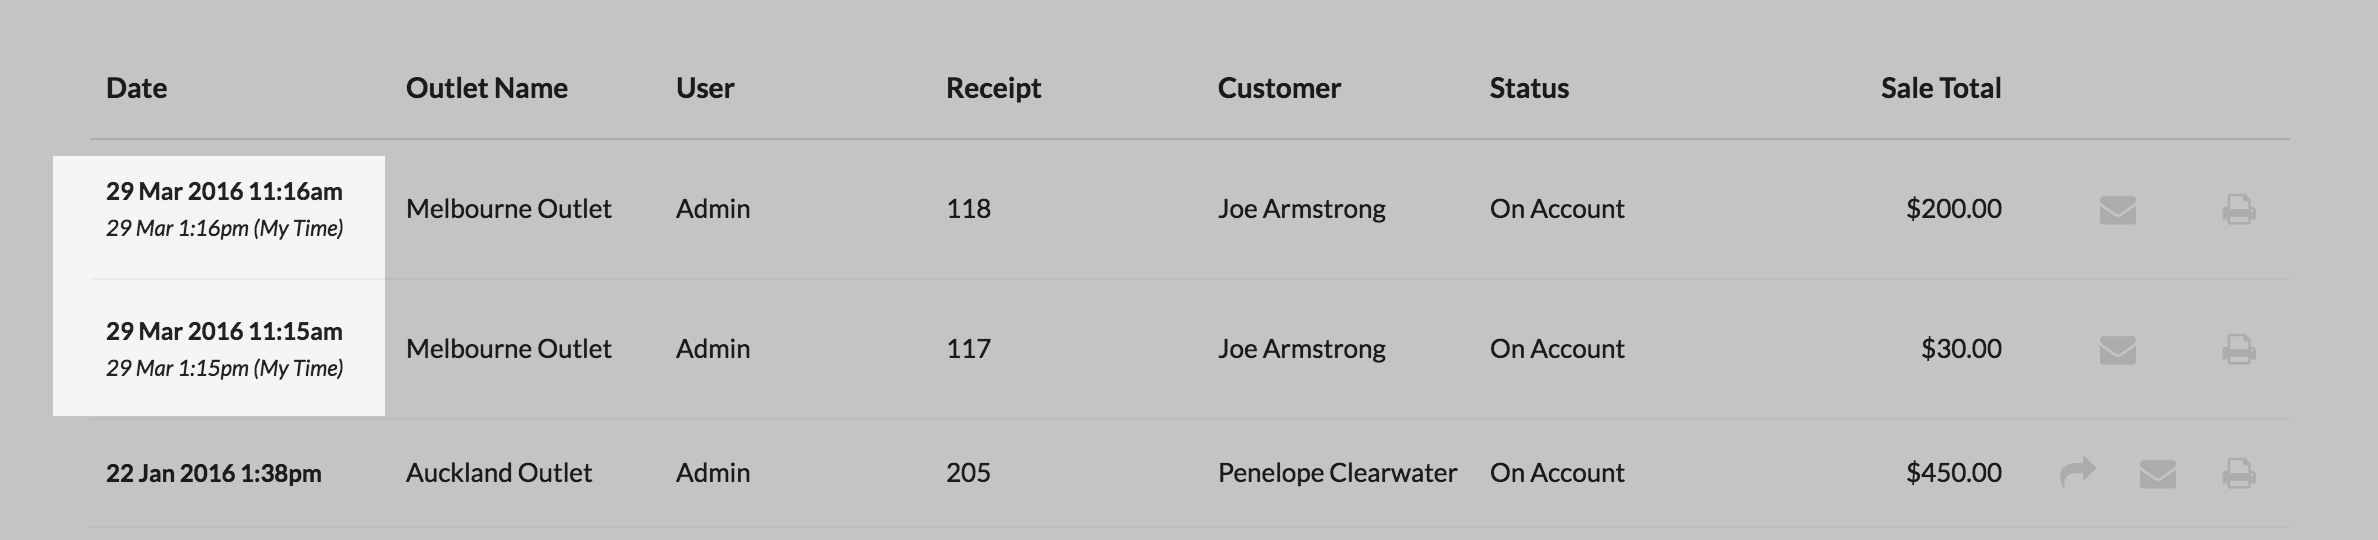 Date Outlet Name User Receipt Customer Status Sale Total
29 Mar 2016 11:16am
29 Mar 1:16pm (My Time)
Melbourne Outlet Admin 118 Joe Armstrong On Account $200.00
29 Mar 2016 11:15am
29 Mar 1:15pm (My Time)
Melbourne Outlet Admin 117 Joe Armstrong On Account $30.00
22 Jan 2016 1:38pm Auckland Outlet Admin 205 Penelope Clearwater On Account $450.00